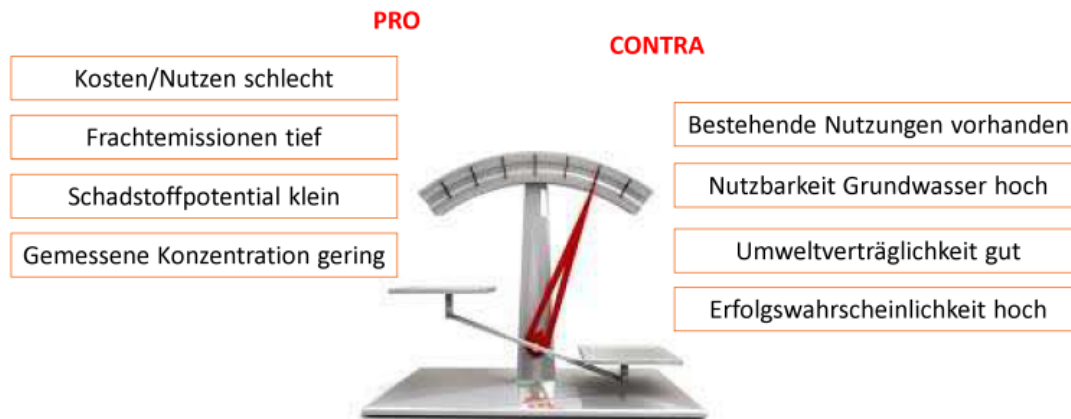 PRO
CONTRA
Kosten/Nutzen schlecht
Frachtemissionen tief
Schadstoffpotential klein
Gemessene Konzentration gering
Bestehende Nutzungen vorhanden
Nutzbarkeit Grundwasser hoch
Umweltverträglichkeit gut
Erfolgswahrscheinlichkeit hoch